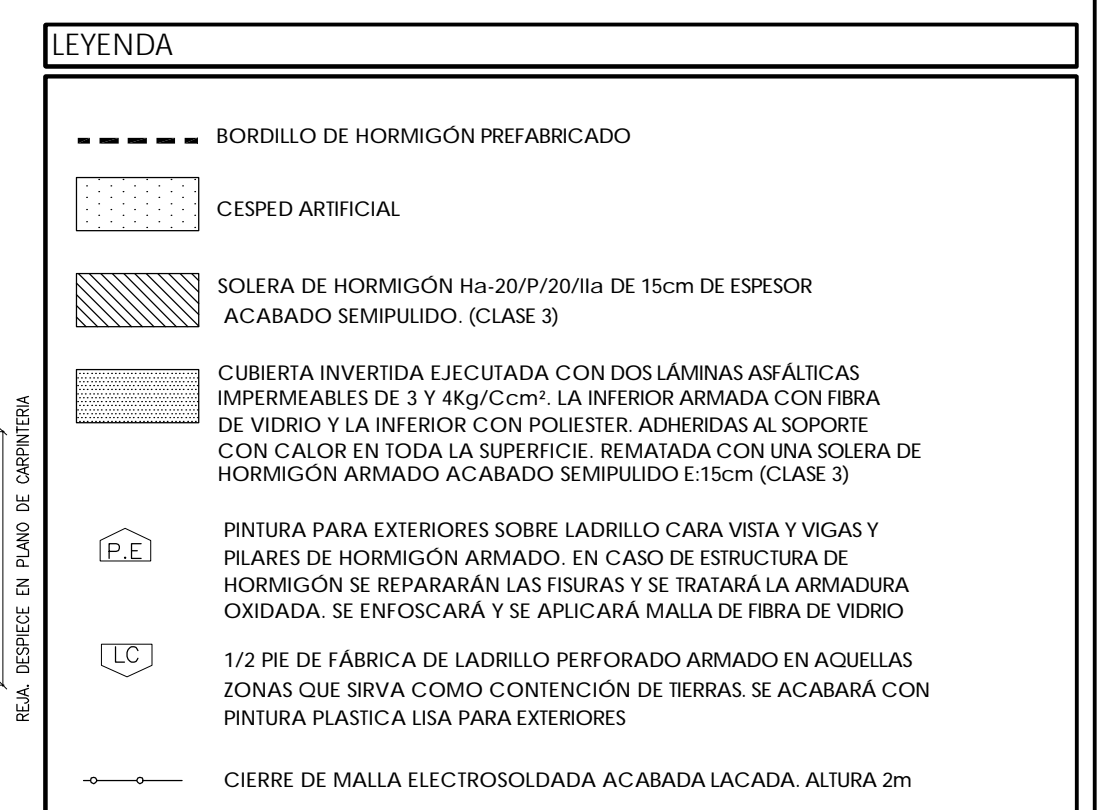 LEYENDA
BORDILLO DE HORMIGÓN PREFABRICADO
CESPED ARTIFICIAL
SOLERA DE HORMIGÓN Ha-20/P/20/IIa DE 15cm DE ESPESOR
ACABADO SEMIPULIDO. (CLASE 3)
CUBIERTA INVERTIDA EJECUTADA CON DOS LÁMINAS ASFÁLTICAS
IMPERMEABLES DE 3 Y 4Kg/Ccm². LA INFERIOR ARMADA CON FIBRA
DE VIDRIO Y LA INFERIOR CON POLIESTER. ADHERIDAS AL SOPORTE
CON CALOR EN TODA LA SUPERFICIE. REMATADA CON UNA SOLERA DE
HORMIGÓN ARMADO ACABADO SEMIPULIDO E:15cm (CLASE 3)
P.E
PINTURA PARA EXTERIORES SOBRE LADRILLO CARA VISTA Y VIGAS Y
PILARES DE HORMIGÓN ARMADO. EN CASO DE ESTRUCTURA DE
HORMIGÓN SE REPARARÁN LAS FISURAS Y SE TRATARÁ LA ARMADURA
OXIDADA. SE ENFOSCARÁ Y SE APLICARÁ MALLA DE FIBRA DE VIDRIO
LC
1/2 PIE DE FÁBRICA DE LADRILLO PERFORADO ARMADO EN AQUELLAS
ZONAS QUE SIRVA COMO CONTENCIÓN DE TIERRAS. SE ACABARÁ CON
PINTURA PLASTICA LISA PARA EXTERIORES
CIERRE DE MALLA ELECTROSOLDADA ACABADA LACADA. ALTURA 2m
REJA. DESPIECE EN PLANO DE CARPINTERIA